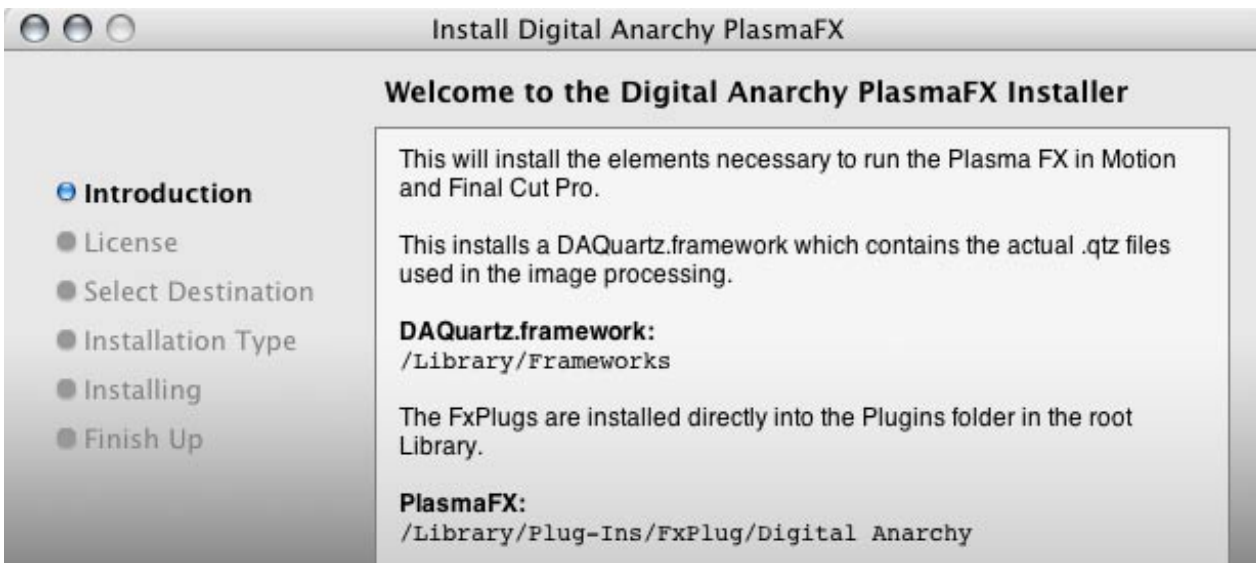 Install Digital Anarchy PlasmaFX
Welcome to the Digital Anarchy PlasmaFX Installer
Introduction
License
Select Destination
Installation Type
Installing
Finish Up
This will install the elements necessary to run the Plasma FX in Motion
and Final Cut Pro.
This installs a DAQuartz.framework which contains the actual .qtz files
used in the image processing.
DAQuartz.framework:
/Library/Frameworks
The FxPlugs are installed directly into the Plugins folder in the root
Library.
PlasmaFX:
/Library/Plug-Ins/FxPlug/Digital Anarchy